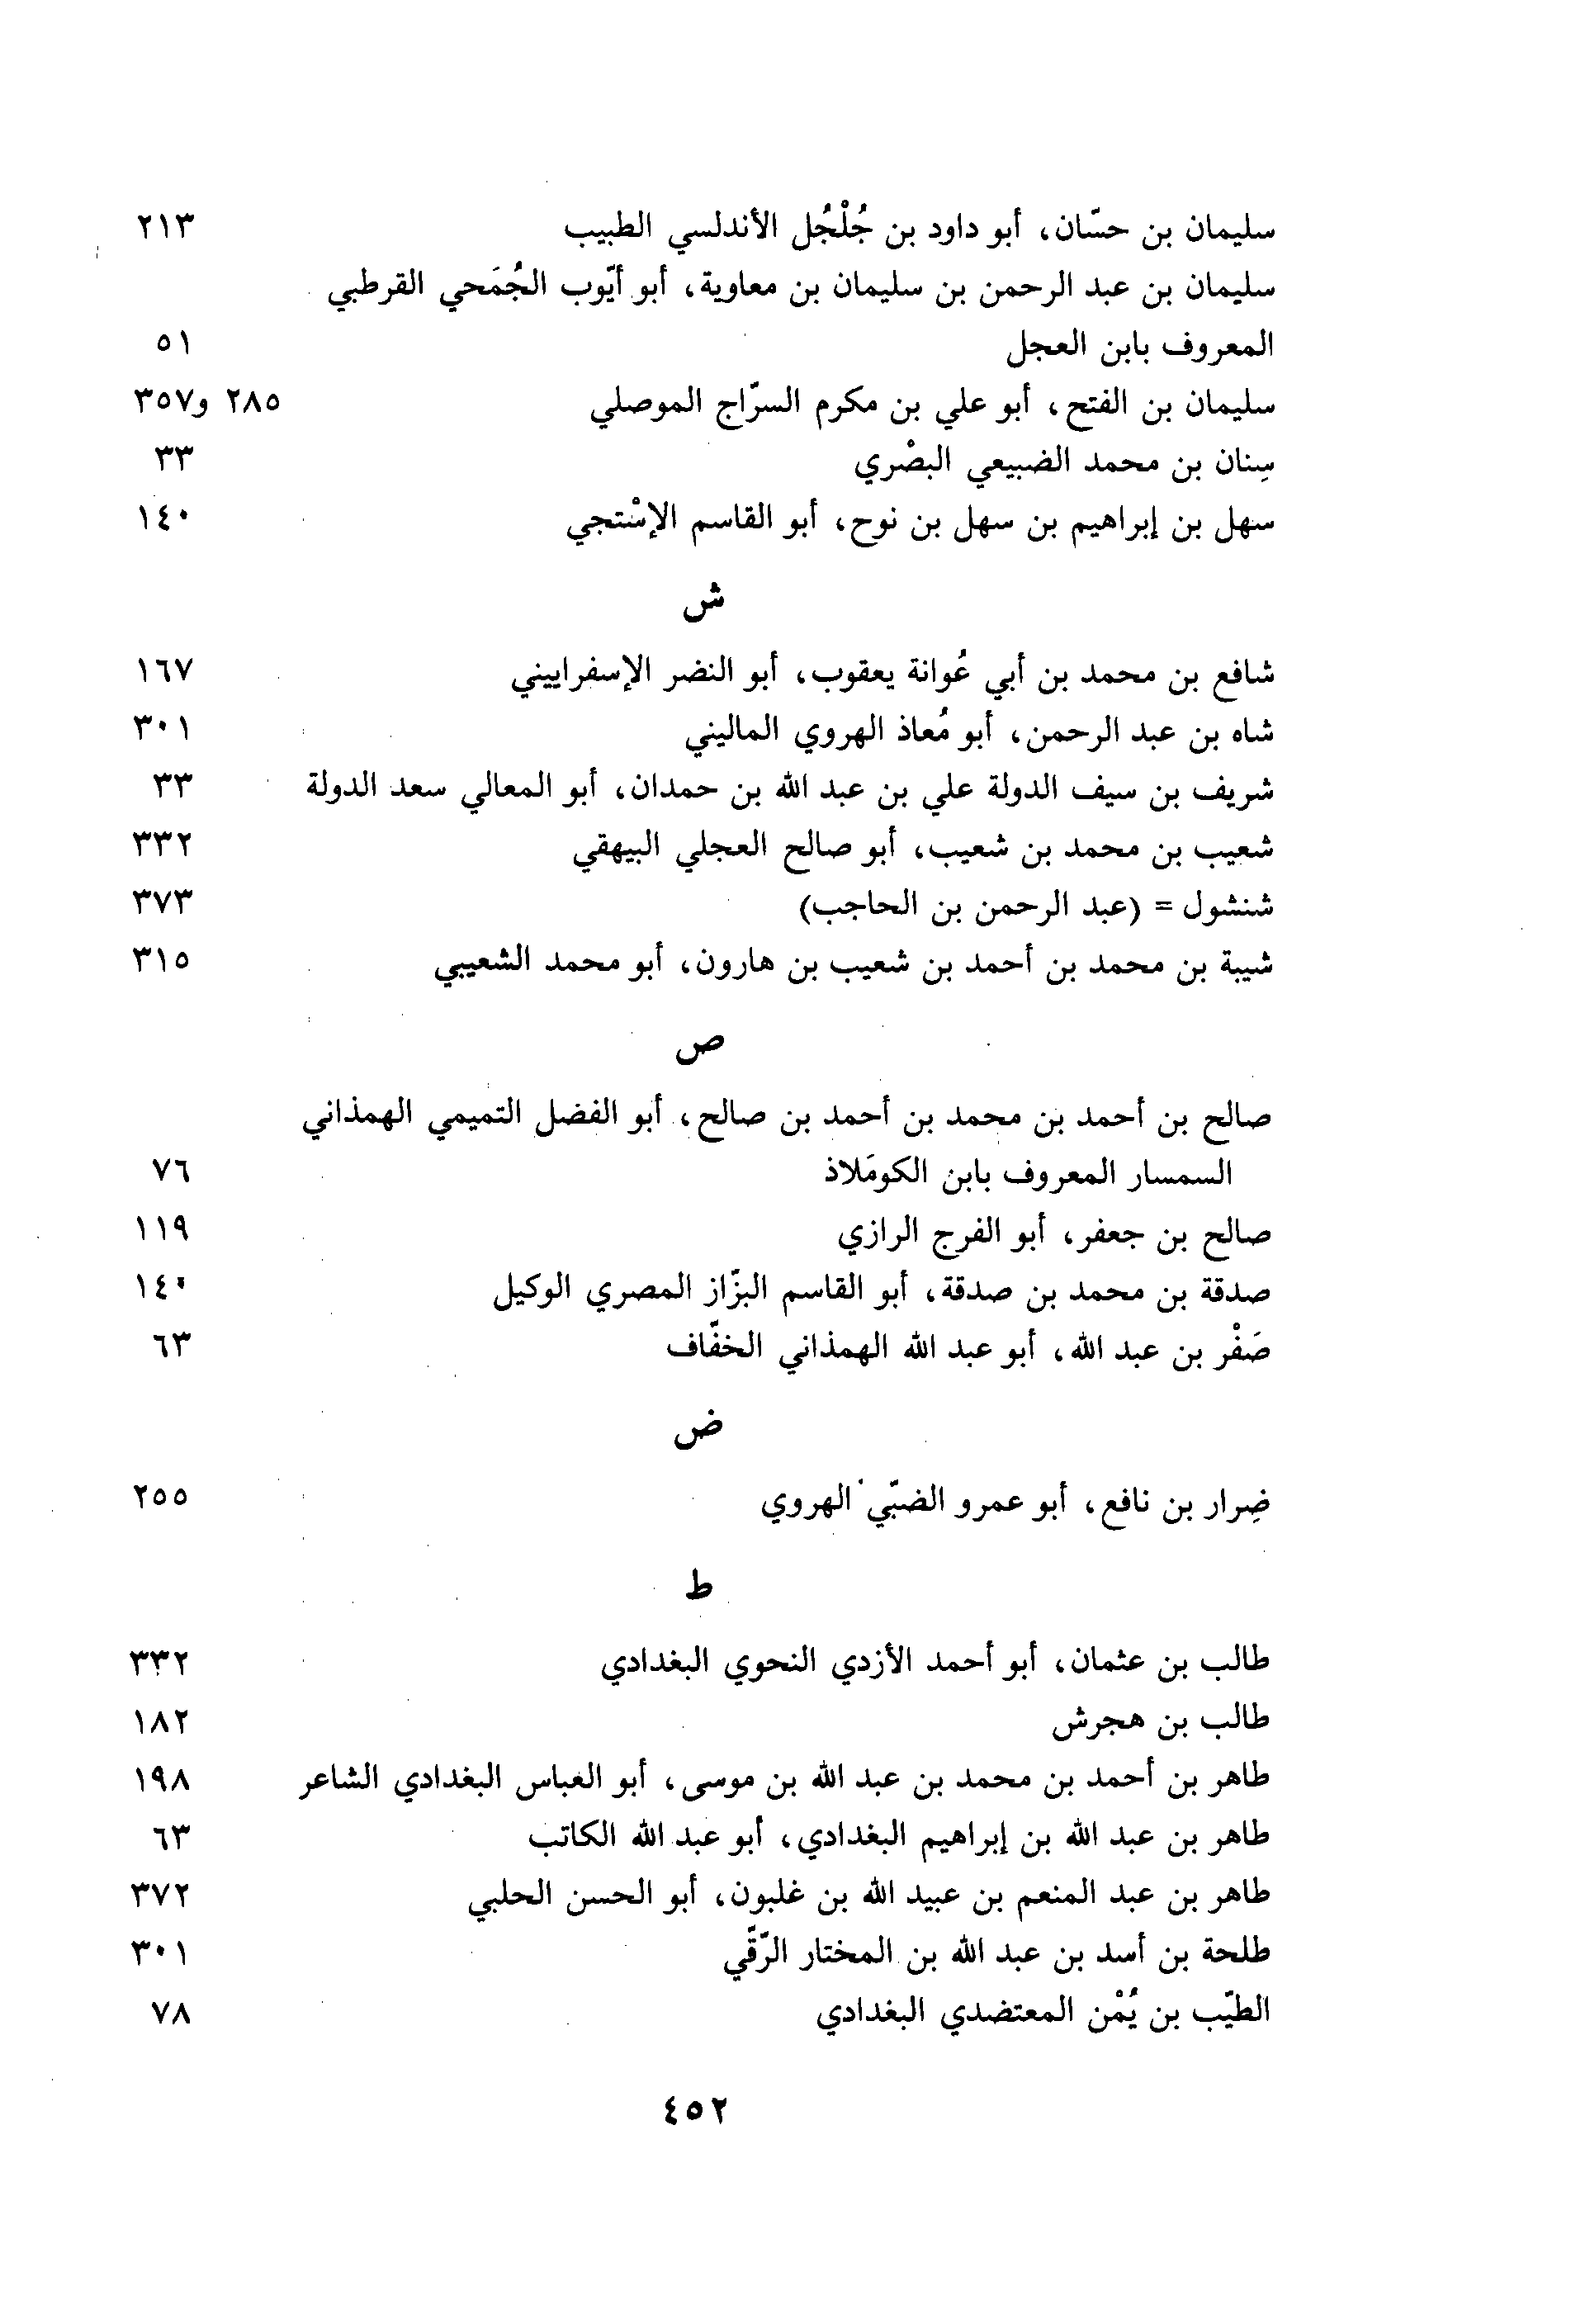 سليمان بن حسّان، أبو داود بن جُلْجُل الأندلسي الطبيب ٢١٣
سليمان بن عبد الرحمن بن سليمان بن معاوية، أبو أيّوب الجُمَحي القرطبي
المعروف بابن العجل ٥١
سليمان بن الفتح، أبو علي بن مكرم السرّاج الموصلي ٢٨٥ و٣٥٧
سِنان بن محمد الضبيعي البصْري ٣٣
سهل بن إبراهيم بن سهل بن نوح، أبو القاسم الإسْتجي ١٤٠
ش
شافع بن محمد بن أبي عُوانة يعقوب، أبو النضر الإسفراييني ١٦٧
شاه بن عبد الرحمن، أبو مُعاذ الهروي الماليني ٣٠١
شريف بن سيف الدولة علي بن عبد الله بن حمدان، أبو المعالي سعد الدولة ٣٣
شعيب بن محمد بن شعيب، أبو صالح العجلي البيهقي ٣٣٢
شنشول = (عبد الرحمن بن الحاجب) ٣٧٣
شيبة بن محمد بن أحمد بن شعيب بن هارون، أبو محمد الشعيبي ٣١٥
ص
صالح بن أحمد بن محمد بن أحمد بن صالح، أبو الفضل التميمي الهمذاني
السمسار المعروف بابن الكومَلاذ ٧٦
صالح بن جعفر، أبو الفرج الرازي ١١٩
صدقة بن محمد بن صدقة، أبو القاسم البزّاز المصري الوكيل ١٤٠
صَفْر بن عبد الله، أبو عبد الله الهمذاني الخفّاف ٦٣
ض
ضِرار بن نافع، أبو عمرو الضبّي الهروي ٢٥٥
ط
طالب بن عثمان، أبو أحمد الأزدي النحوي البغدادي ٣٣٢
طالب بن هجرش ١٨٢
طاهر بن أحمد بن محمد بن عبد الله بن موسى، أبو العباس البغدادي الشاعر ١٩٨
طاهر بن عبد الله بن إبراهيم البغدادي، أبو عبد الله الكاتب ٦٣
طاهر بن عبد المنعم بن عبيد الله بن غلبون، أبو الحسن الحلبي ٣٧٢
طلحة بن أسد بن عبد الله بن المختار الرّقّي ٣٠١
الطيّب بن يُمْن المعتضدي البغدادي ٧٨
٤٥٢